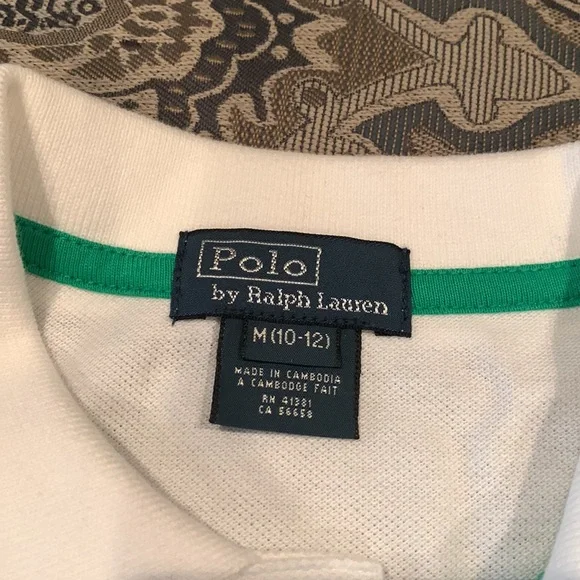 Polo
by Ralph Lauren
M (10-12)
MADE IN CAMBODIA
A CAMBODGE FAIT
RN 41381
CA 56658